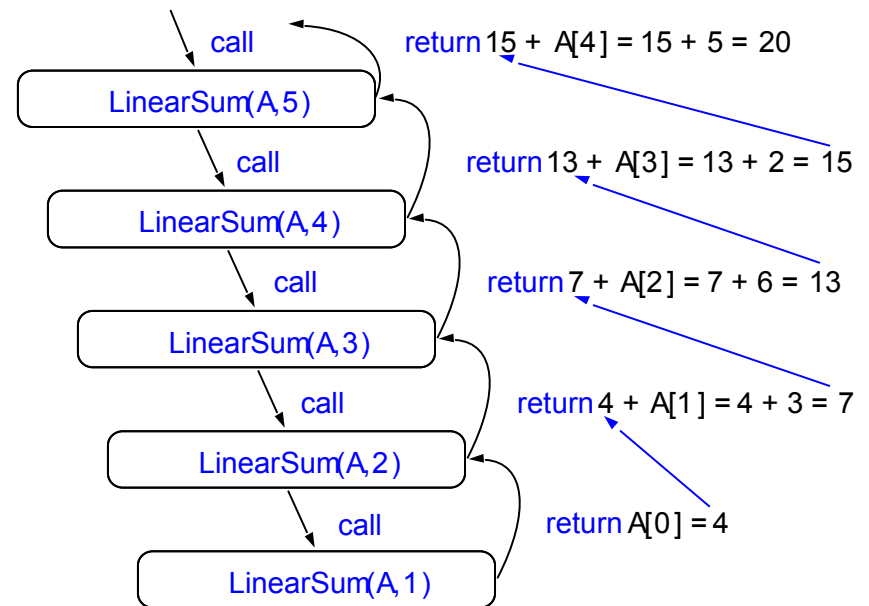 call
return 15 + A[4] = 15 + 5 = 20
LinearSum(A,5)
call
return 13 + A[3] = 13 + 2 = 15
LinearSum(A,4)
call
return 7 + A[2] = 7 + 6 = 13
LinearSum(A,3)
call
return 4 + A[1] = 4 + 3 = 7
LinearSum(A,2)
call
return A[0] = 4
LinearSum(A,1)